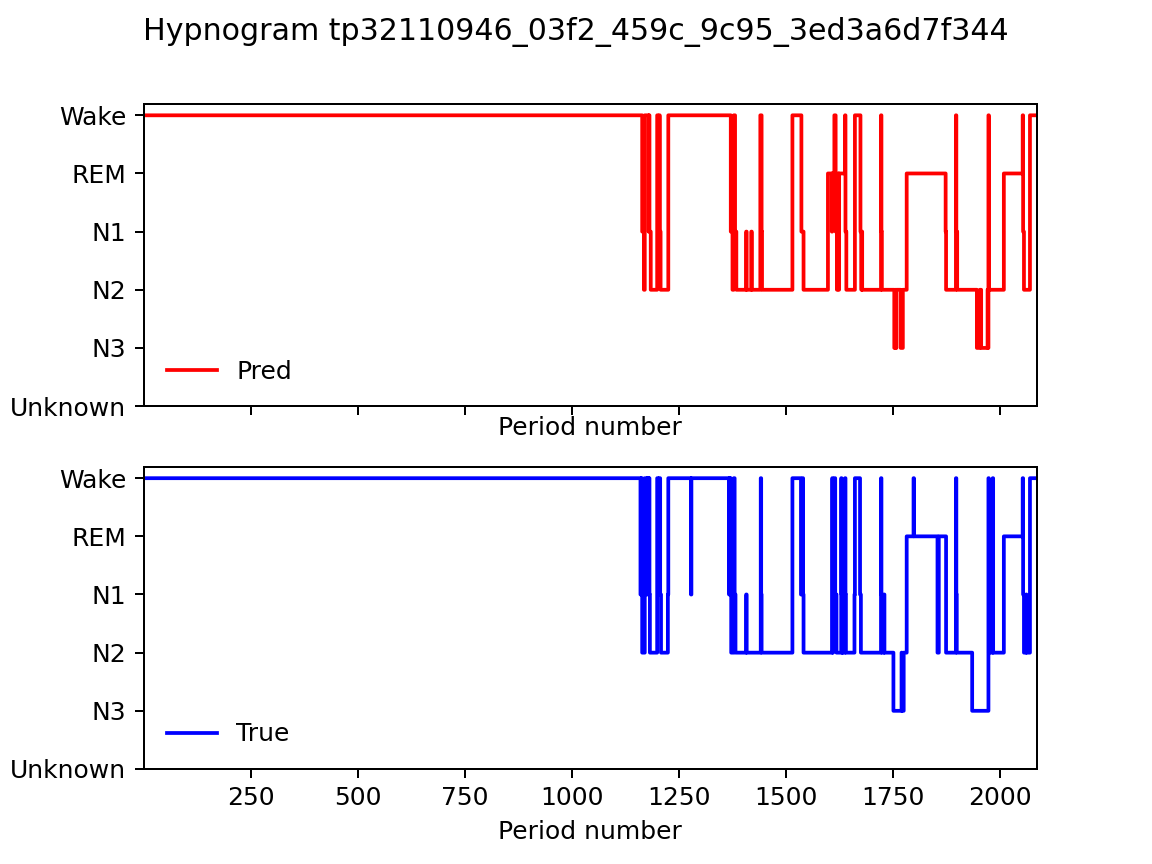 Hypnogram tp32110946_03f2_459c_9c95_3ed3a6d7f344
Wake
REM
N1
N2
N3
Unknown
Pred
Period number
Wake
REM
N1
N2
N3
Unknown
True
250 500 750 1000 1250 1500 1750 2000
Period number